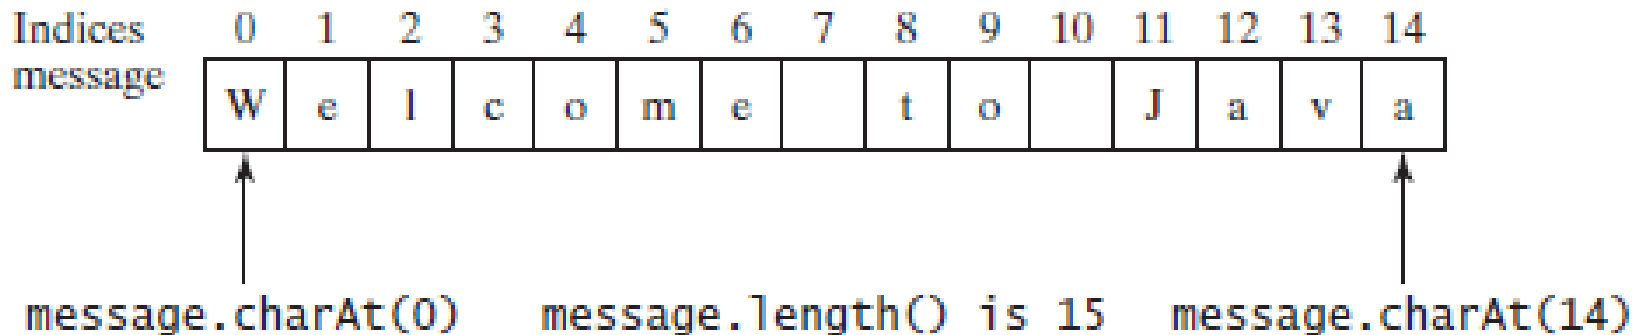 Indices 0 1 2 3 4 5 6 7 8 9 10 11 12 13 14
message W e l c o m e t o J a v a
message.charAt(0) message.length() is 15 message.charAt(14)